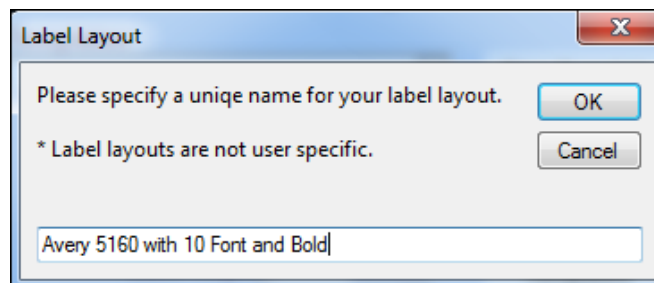 Label Layout
Please specify a uniqe name for your label layout.
OK
* Label layouts are not user specific.
Cancel
Avery 5160 with 10 Font and Bold